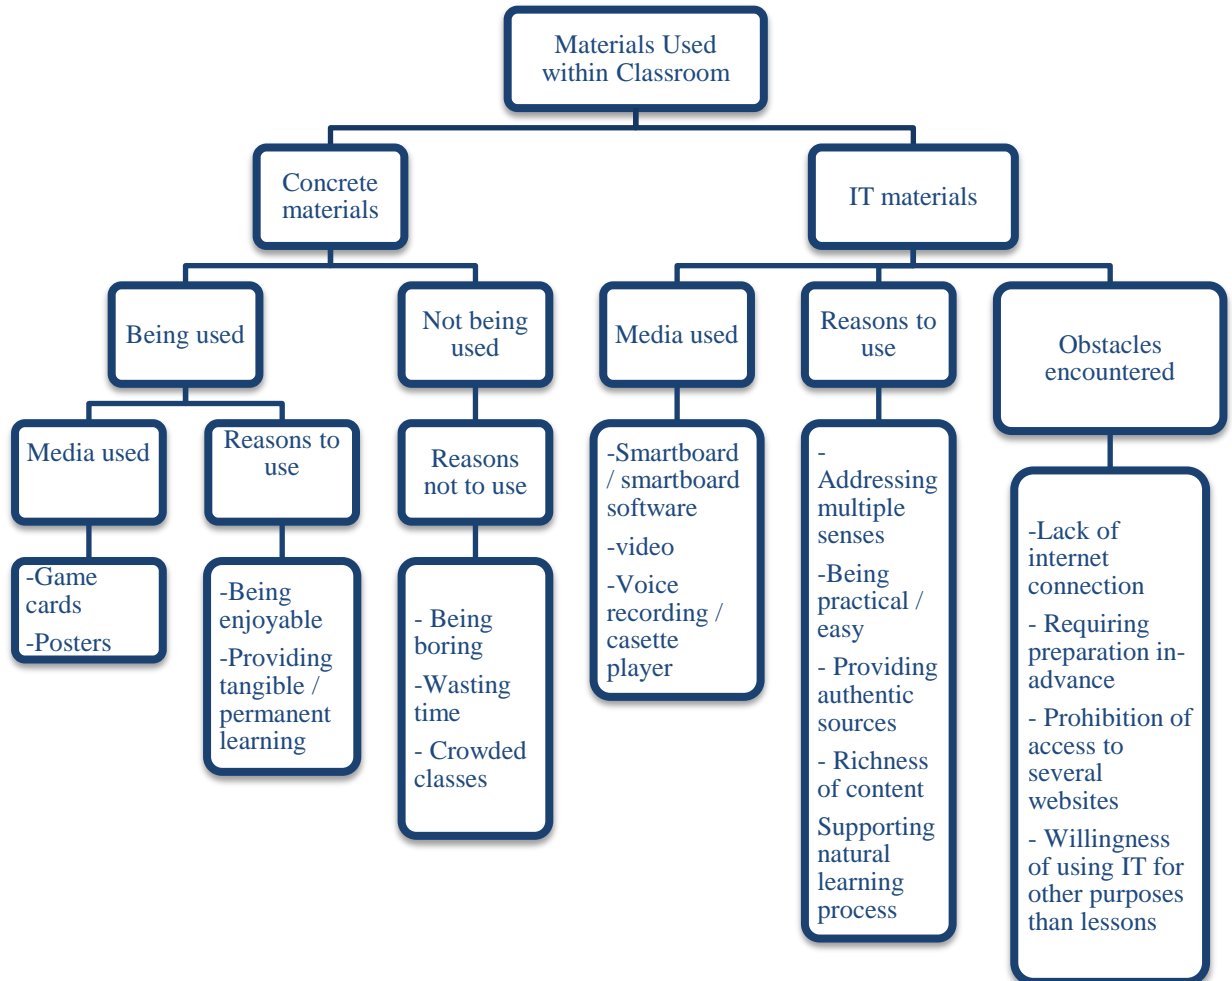 Materials Used
within Classroom
Concrete
materials
IT materials
Being used
Not being
used
Media used
Reasons to
use
Obstacles
encountered
Media used
Reasons to
use
Reasons
not to use
-Game
cards
-Posters
-Being
enjoyable
-Providing
tangible /
permanent
learning
- Being
boring
-Wasting
time
- Crowded
classes
-Smartboard
/ smartboard
software
-video
-Voice
recording /
casette
player
-
Addressing
multiple
senses
-Being
practical /
easy
- Providing
authentic
sources
- Richness
of content
Supporting
natural
learning
process
-Lack of
internet
connection
- Requiring
preparation in-
advance
- Prohibition of
access to
several
websites
- Willingness
of using IT for
other purposes
than lessons